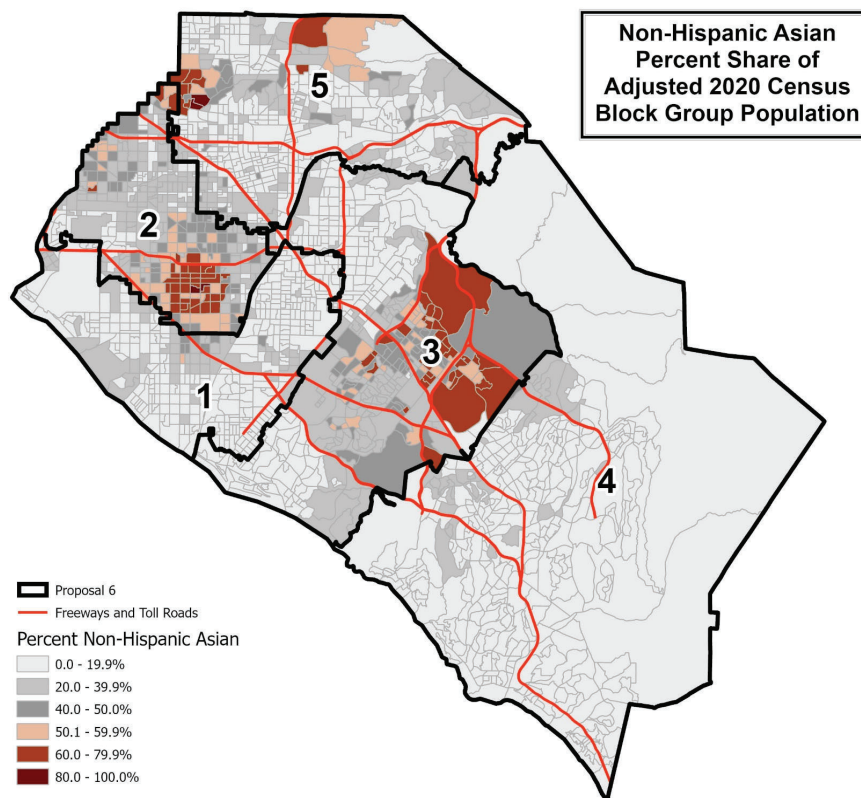 Non-Hispanic Asian
Percent Share of
Adjusted 2020 Census
Block Group Population
5
2
3
1
4
Proposal 6
Freeways and Toll Roads
Percent Non-Hispanic Asian
0.0 - 19.9%
20.0 - 39.9%
40.0 - 50.0%
50.1 - 59.9%
60.0 - 79.9%
80.0 - 100.0%